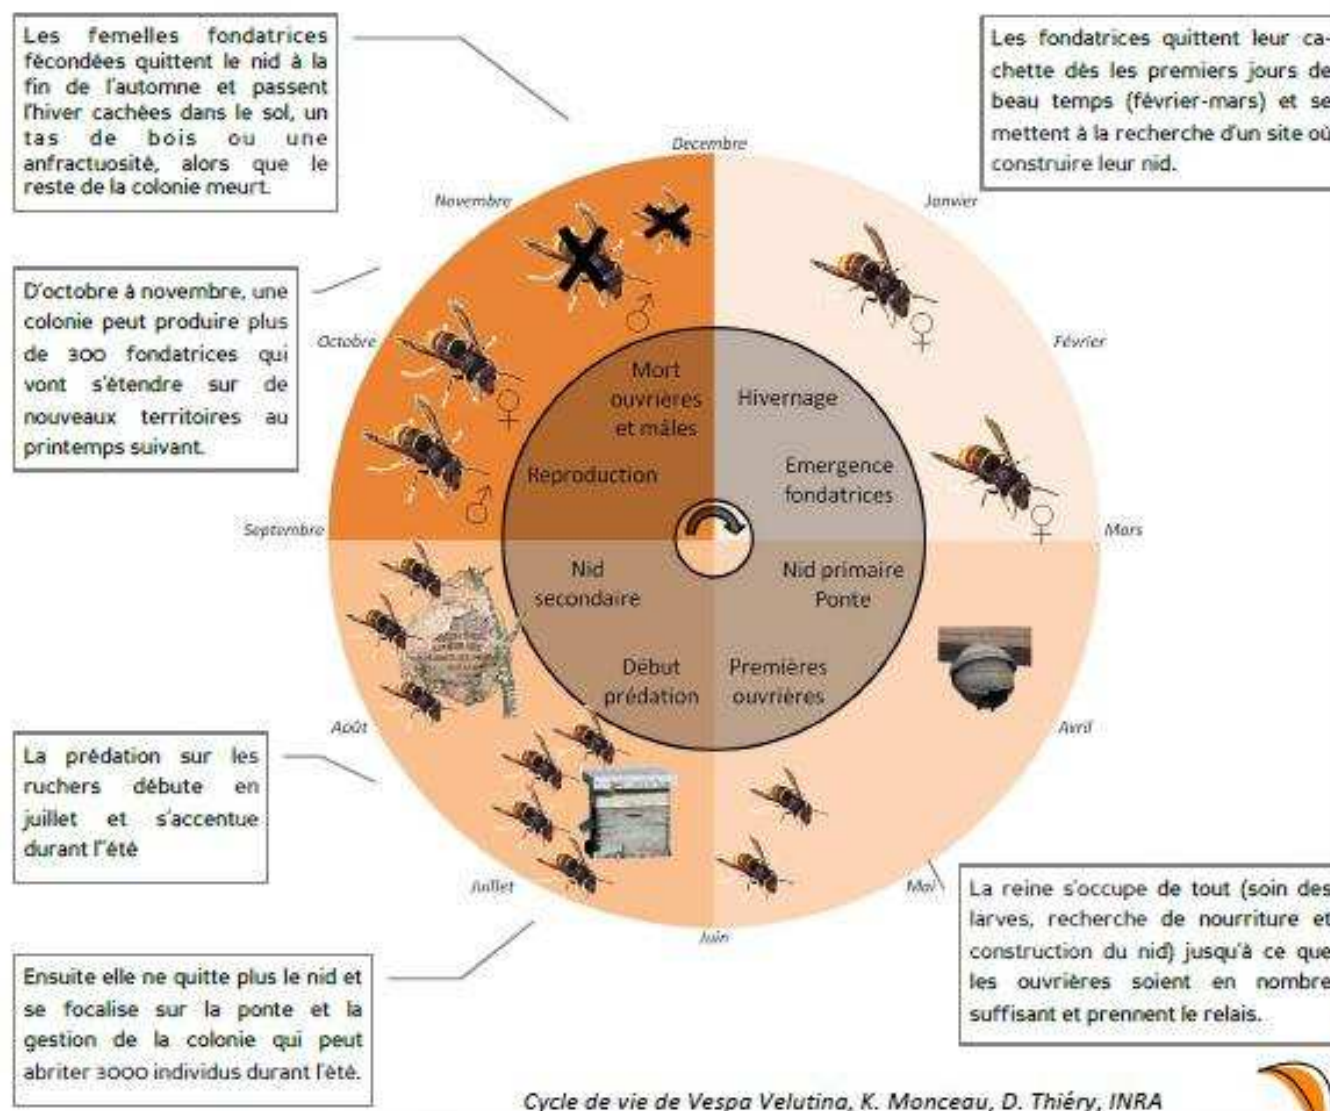 Les femelles fondatrices
fécondées quittent le nid à la
fin de l'automne et passent
l'hiver cachées dans le sol, un
tas de bois ou une
anfractuosité, alors que le
reste de la colonie meurt.
Les fondatrices quittent leur ca-
chette dès les premiers jours de
beau temps (février-mars) et se
mettent à la recherche d'un site où
construire leur nid.
D'octobre à novembre, une
colonie peut produire plus
de 300 fondatrices qui
vont s'étendre sur de
nouveaux territoires au
printemps suivant.
Decembre
Janvier
Février
Mars
Avril
Mai
Juin
Juillet
Août
Septembre
Octobre
Novembre
Mort
ouvrières
et mâles
Hivernage
Emergence
fondatrices
Reproduction
Nid
secondaire
Nid primaire
Ponte
Début
prédation
Premières
ouvrières
La prédation sur les
ruchers débute en
juillet et s'accentue
durant l''été
La reine s'occupe de tout (soin des
larves, recherche de nourriture et
construction du nid) jusqu'à ce que
les ouvrières soient en nombre
suffisant et prennent le relais.
Ensuite elle ne quitte plus le nid et
se focalise sur la ponte et la
gestion de la colonie qui peut
abriter 3000 individus durant l'été.
Cycle de vie de Vespa Velutina, K. Monceau, D. Thiéry, INRA